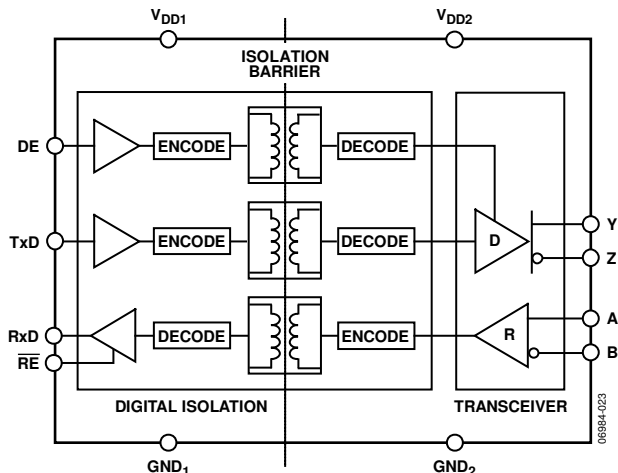 VDD1 VDD2
ISOLATION
BARRIER
DE ENCODE DECODE
TxD ENCODE DECODE D Y
Z
RxD DECODE ENCODE R A
RE B
DIGITAL ISOLATION TRANSCEIVER
GND1 GND2
06984-023